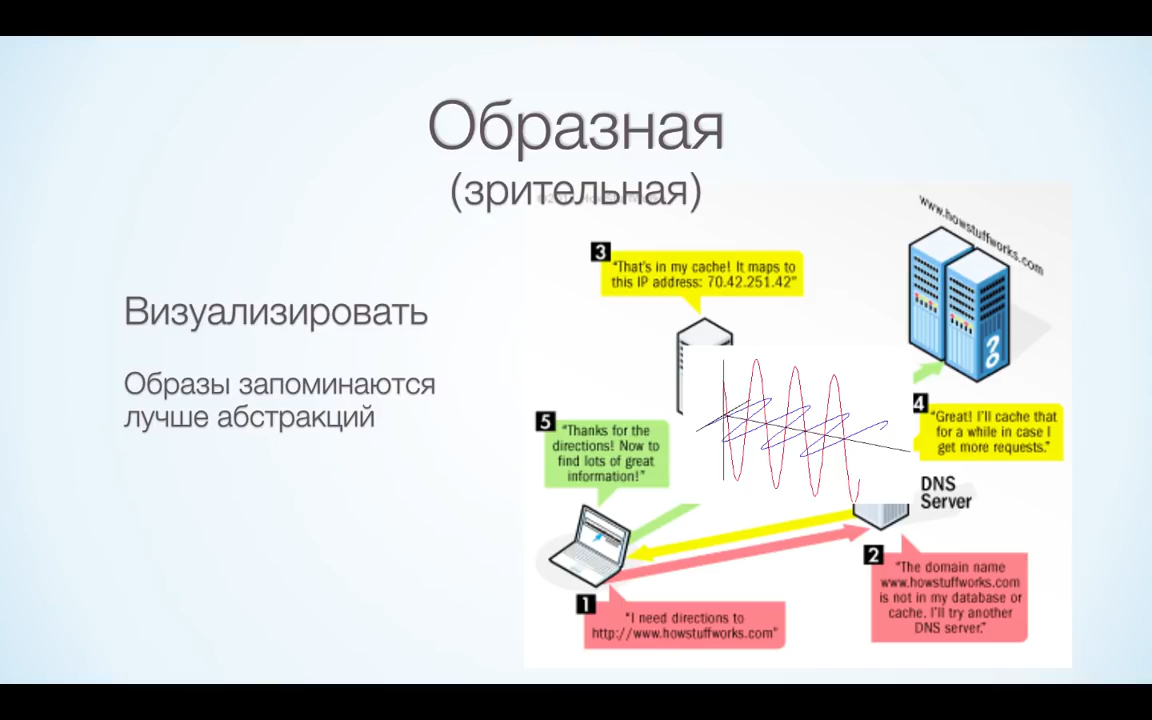 Образная
(зрительная)
Визуализировать
Образы запоминаются
лучше абстракций
www.howstuffworks.com
3
"That's in my cache! It maps to
this IP address: 70.42.251.42"
?
4
"Great! I'll cache that
for a while in case I
get more requests."
5
"Thanks for the
directions! Now to
find lots of great
information!"
DNS
Server
2
"The domain name
www.howstuffworks.com
is not in my database or
cache. I'll try another
DNS server."
1
"I need directions to
http://www.howstuffworks.com"